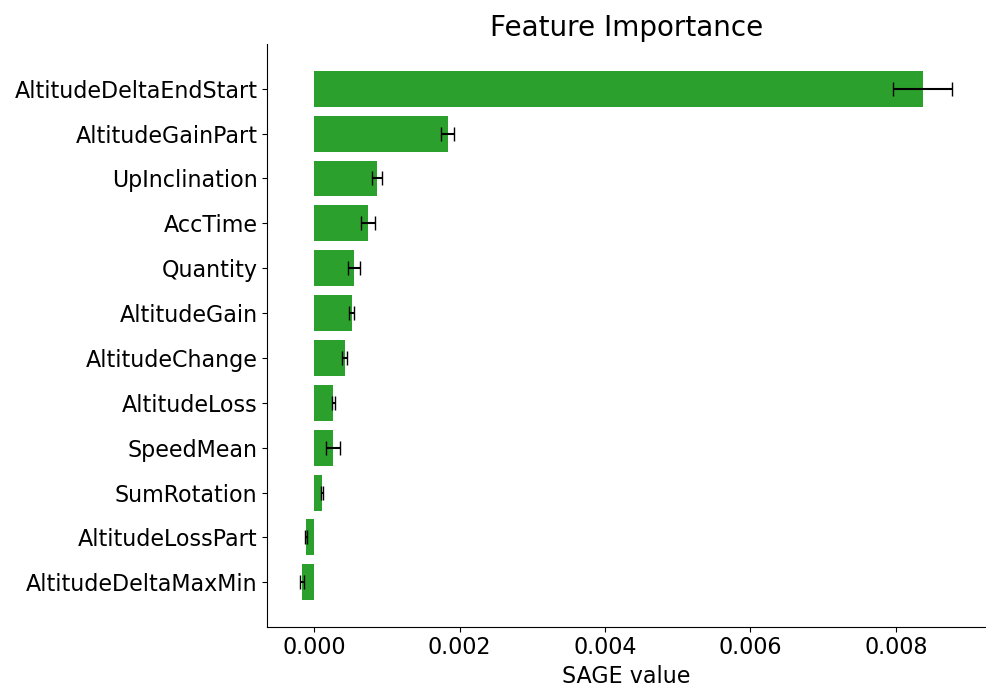 Feature Importance
AltitudeDeltaEndStart
AltitudeGainPart
UpInclination
AccTime
Quantity
AltitudeGain
AltitudeChange
AltitudeLoss
SpeedMean
SumRotation
AltitudeLossPart
AltitudeDeltaMaxMin
0.000 0.002 0.004 0.006 0.008
SAGE value